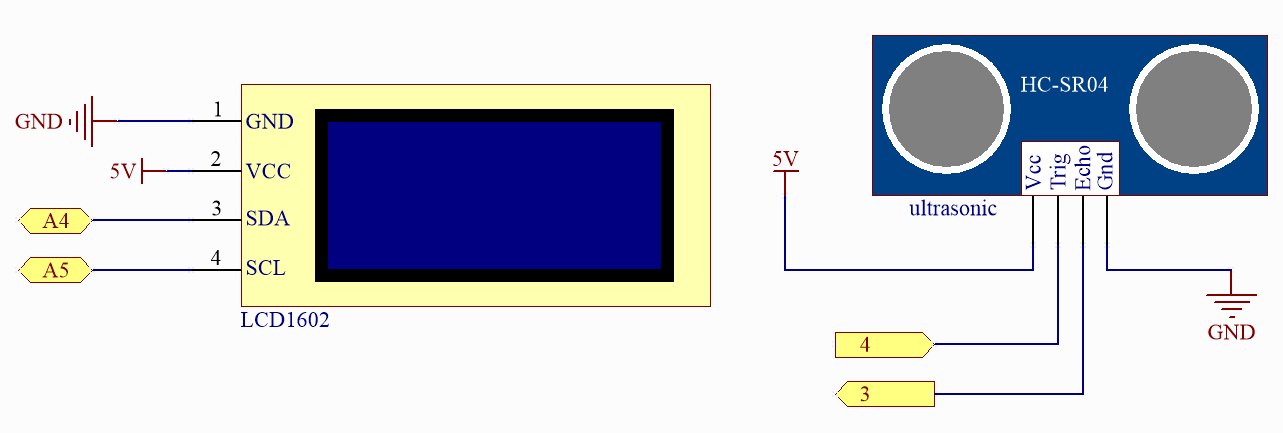 GND
1
GND
5V
2
VCC
A4
3
SDA
A5
4
SCL
LCD1602
HC-SR04
Vcc
Trig
Echo
Gnd
ultrasonic
5V
GND
4
3